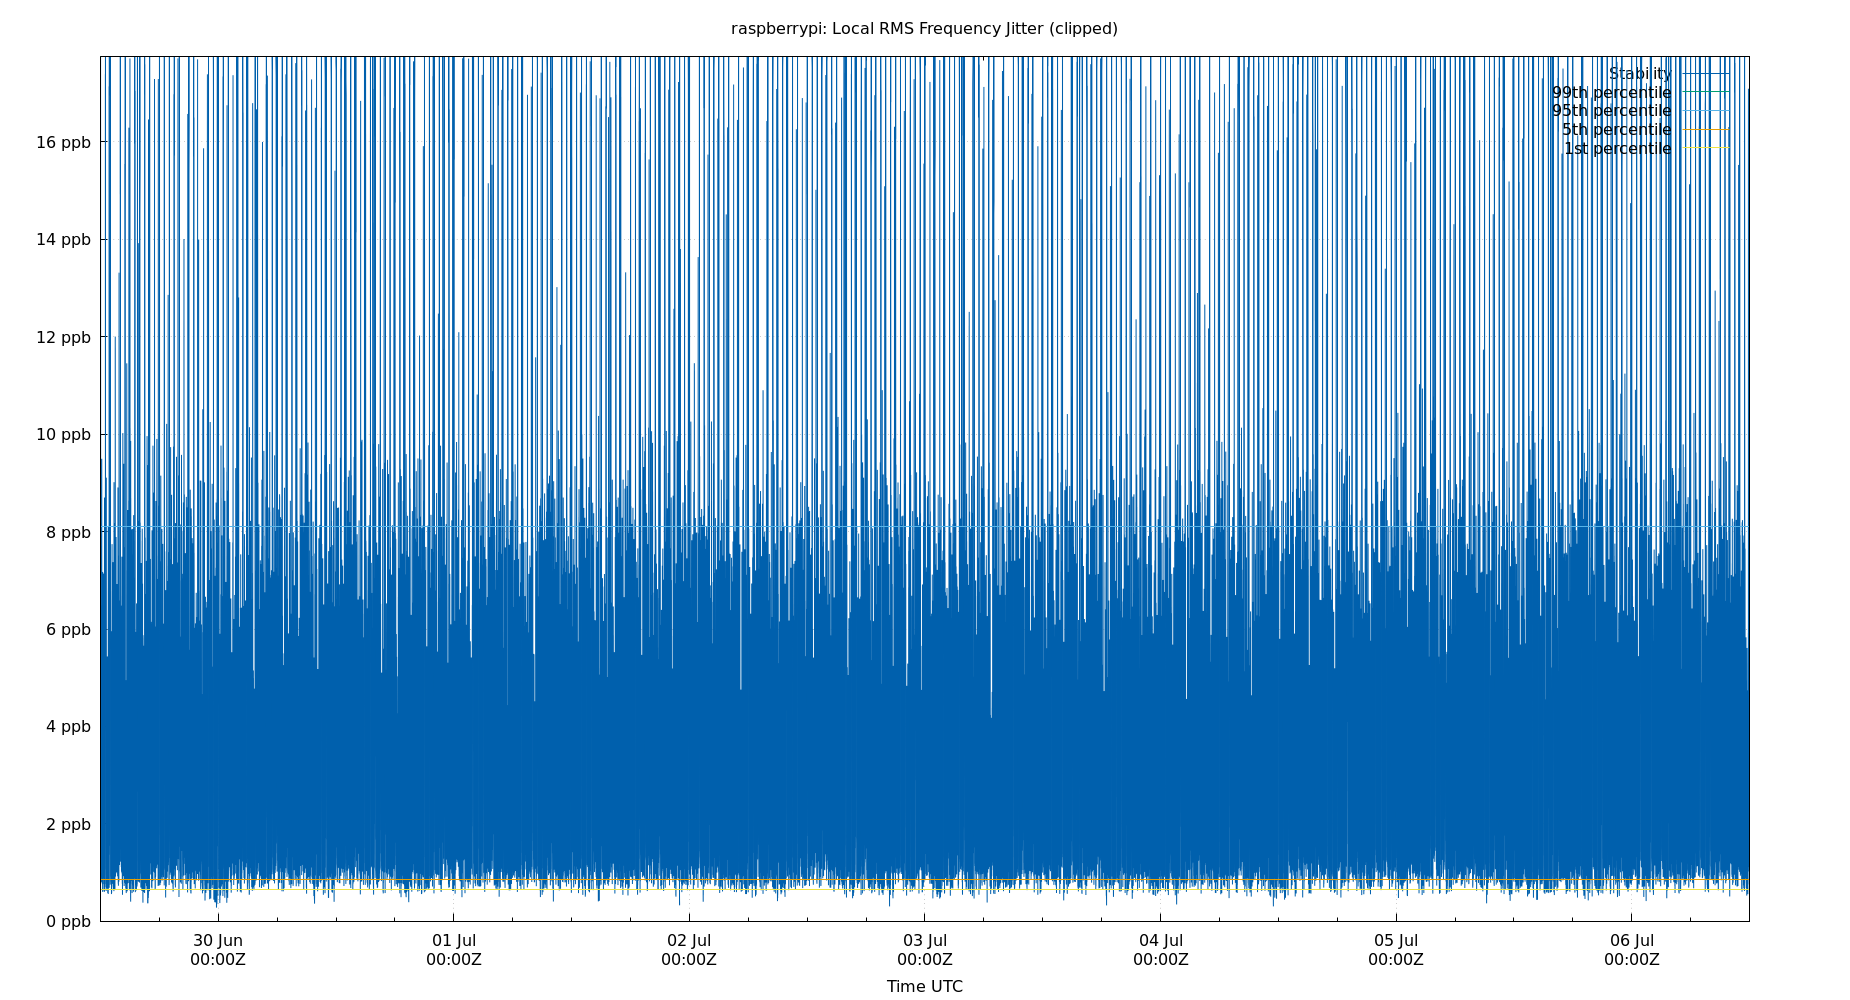 raspberrypi: Local RMS Frequency Jitter (clipped)
Stability
99th percentile
95th percentile
5th percentile
1st percentile
16 ppb
14 ppb
12 ppb
10 ppb
8 ppb
6 ppb
4 ppb
2 ppb
0 ppb
30 Jun 01 Jul 02 Jul 03 Jul 04 Jul 05 Jul 06 Jul
00:00Z 00:00Z 00:00Z 00:00Z 00:00Z 00:00Z 00:00Z
Time UTC